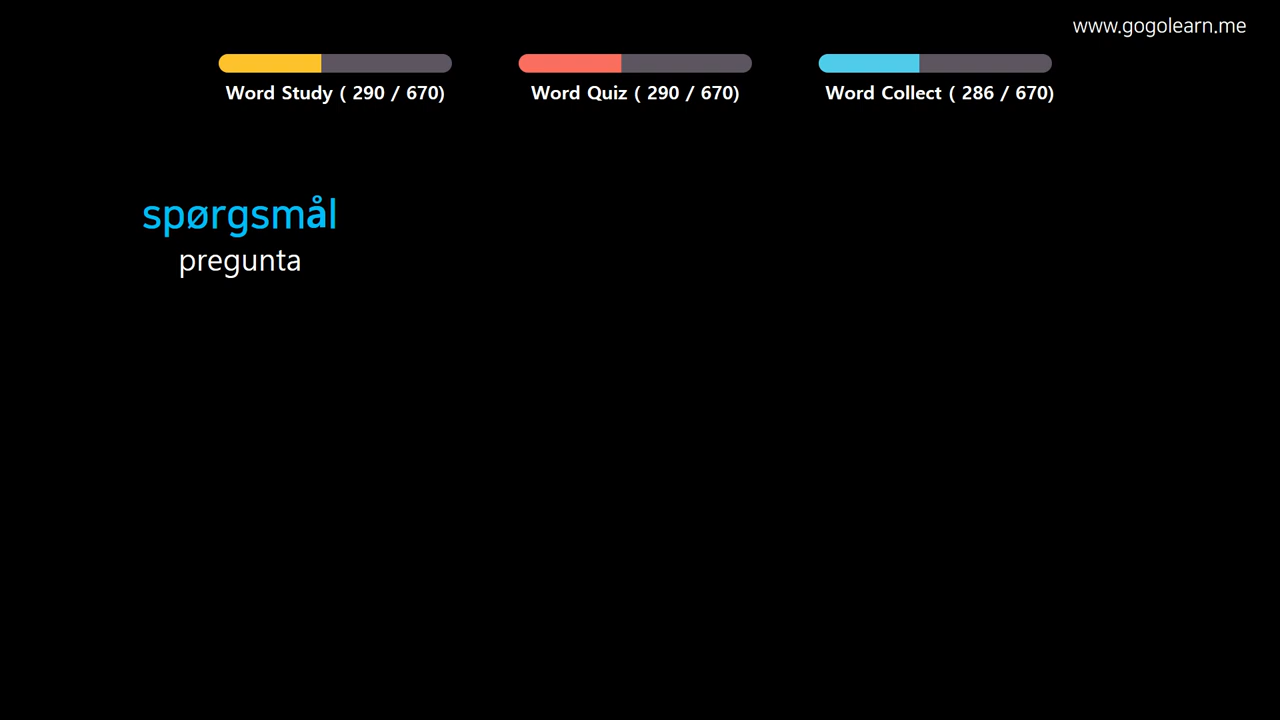 www.gogolearn.me
Word Study ( 290 / 670)
Word Quiz ( 290 / 670)
Word Collect ( 286 / 670)
spørgsmål
pregunta